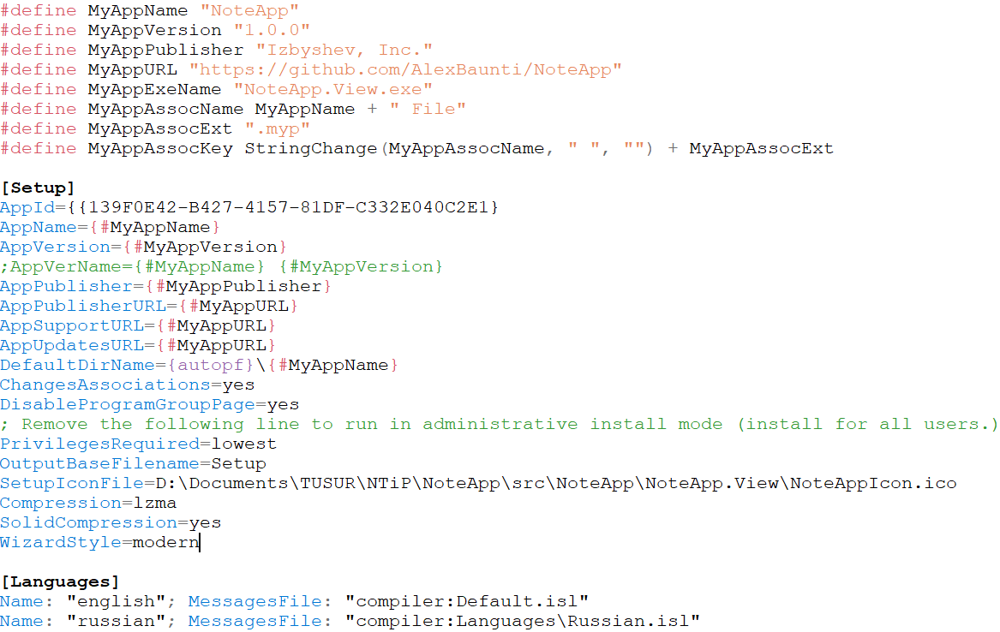 #define MyAppName "NoteApp"
#define MyAppVersion "1.0.0"
#define MyAppPublisher "Izbyshev, Inc."
#define MyAppURL "https://github.com/AlexBaunti/NoteApp"
#define MyAppExeName "NoteApp.View.exe"
#define MyAppAssocName MyAppName + " File"
#define MyAppAssocExt ".myp"
#define MyAppAssocKey StringChange(MyAppAssocName, " ", "") + MyAppAssocExt
[Setup]
AppId={{139F0E42-B427-4157-81DF-C332E040C2E1}
AppName={#MyAppName}
AppVersion={#MyAppVersion}
;AppVerName={#MyAppName} {#MyAppVersion}
AppPublisher={#MyAppPublisher}
AppPublisherURL={#MyAppURL}
AppSupportURL={#MyAppURL}
AppUpdatesURL={#MyAppURL}
DefaultDirName={autopf}\{#MyAppName}
ChangesAssociations=yes
DisableProgramGroupPage=yes
; Remove the following line to run in administrative install mode (install for all users.)
PrivilegesRequired=lowest
OutputBaseFilename=Setup
SetupIconFile=D:\Documents\TUSUR\NTiP\NoteApp\src\NoteApp\NoteApp.View\NoteAppIcon.ico
Compression=lzma
SolidCompression=yes
WizardStyle=modern
[Languages]
Name: "english"; MessagesFile: "compiler:Default.isl"
Name: "russian"; MessagesFile: "compiler:Languages\Russian.isl"